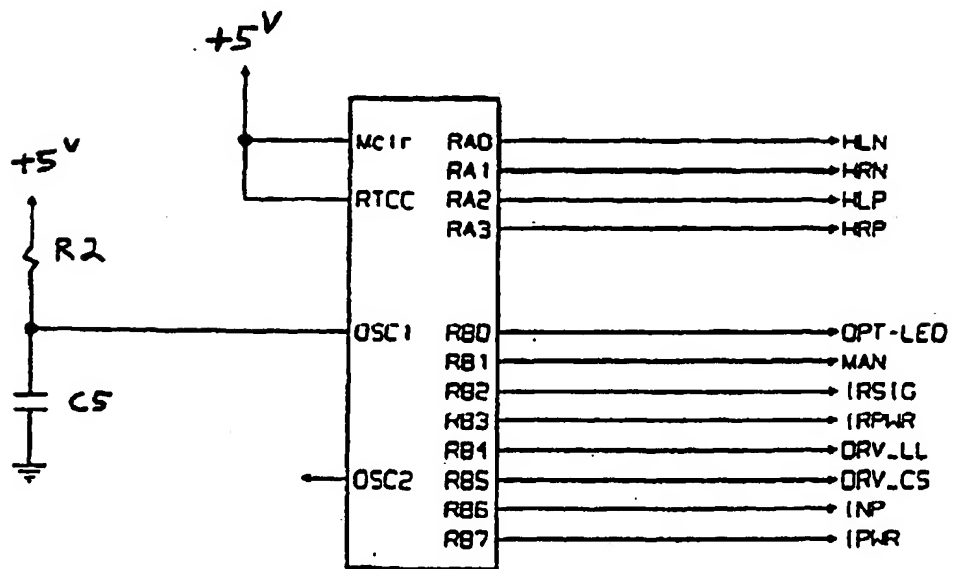 +5V
+5V
R2
C5
Mclr
RTCC
OSC1
OSC2
RA0
RA1
RA2
RA3
RB0
RB1
RB2
RB3
RB4
RB5
RB6
RB7
HLN
HRN
HLP
HRP
OPT-LED
MAN
IRSIG
IRPWR
DRV_LL
DRV_CS
INP
IPWR